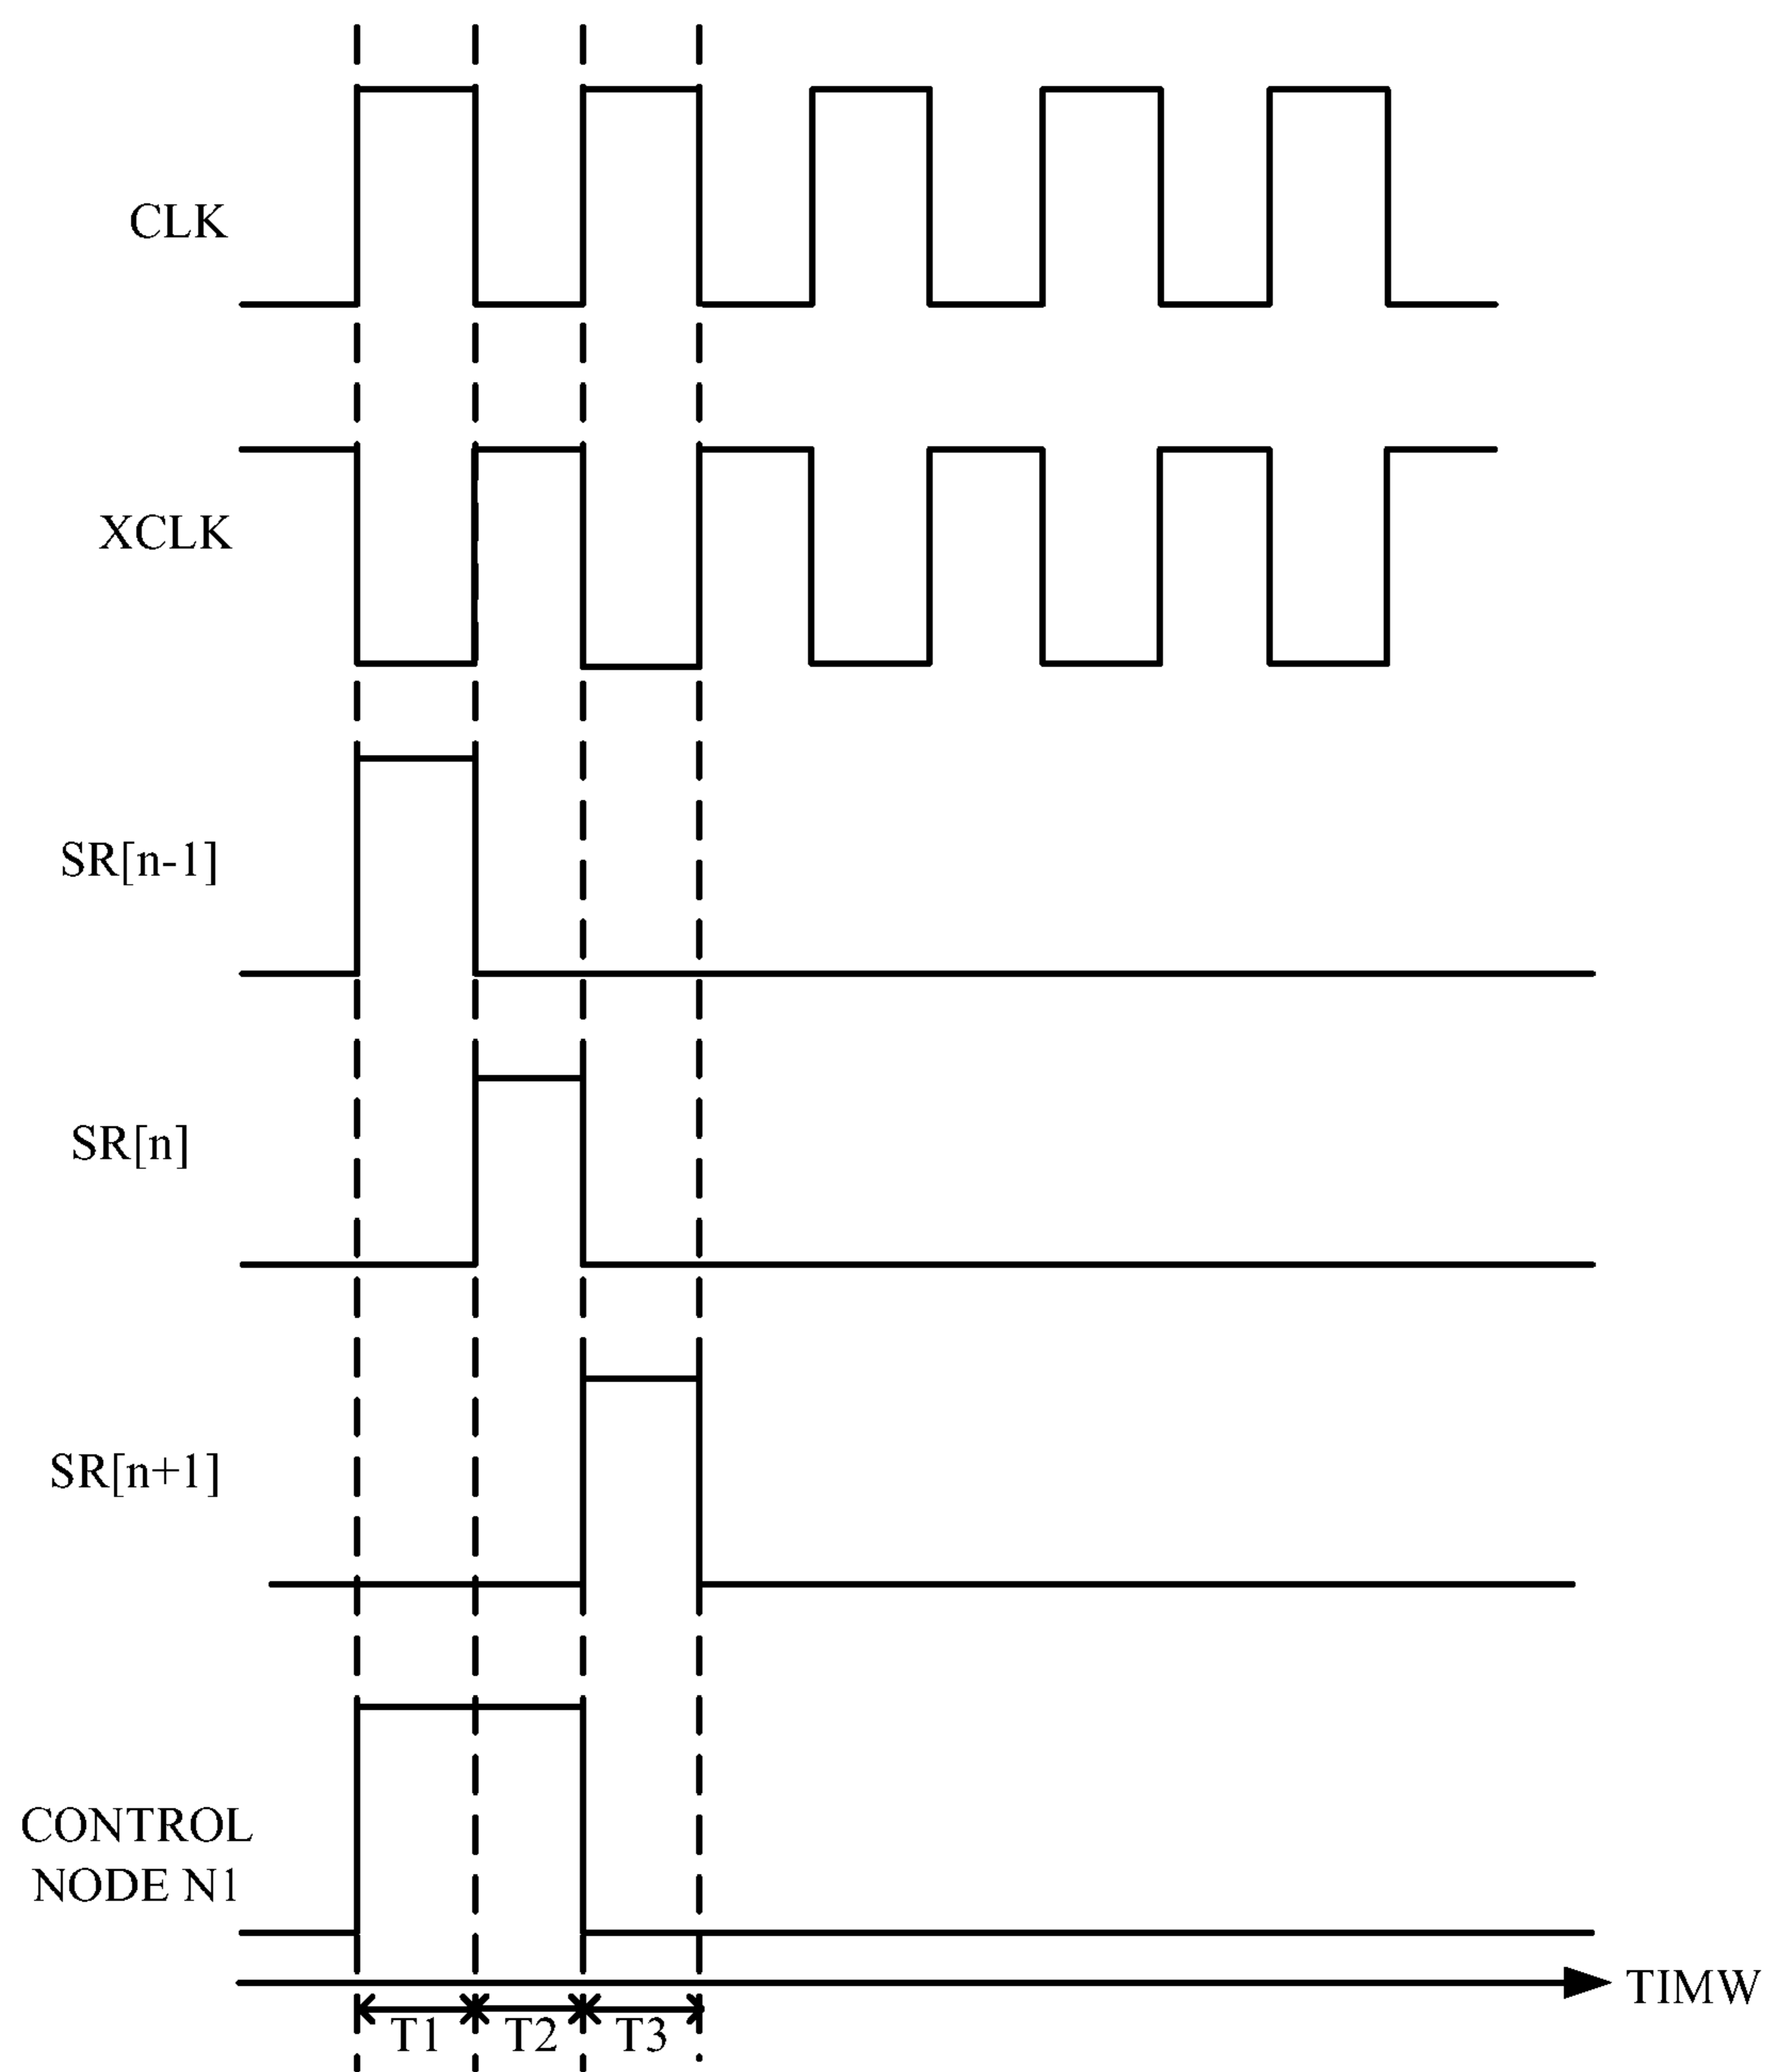 CLK
XCLK
SR[n-1]
SR[n]
SR[n+1]
CONTROL
NODE N1
TIMW
T1 T2 T3